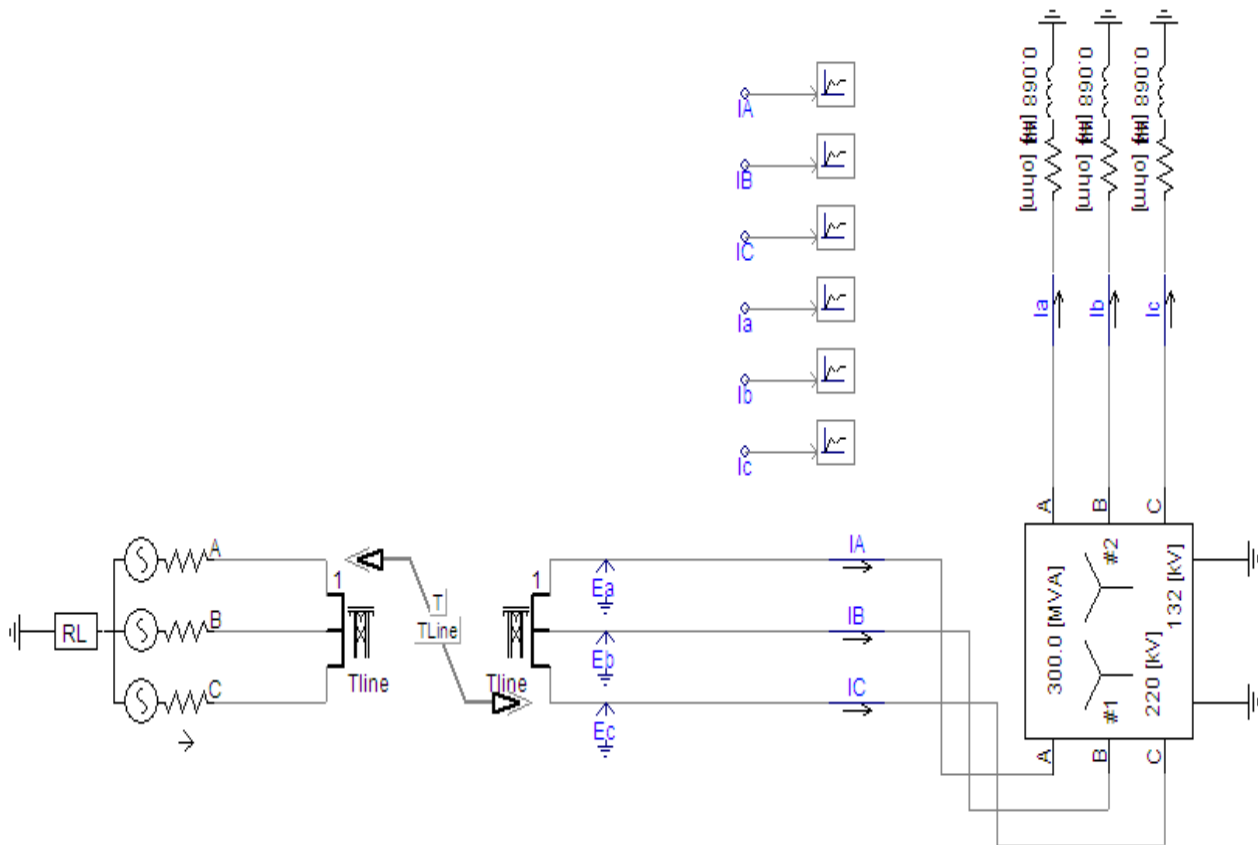 IA
IB
IC
Ia
Ib
Ic
0.068 [H]
[ohm]
0.068 [H]
[ohm]
0.068 [H]
[ohm]
Ia
Ib
Ic
A
B
C
RL
A
B
C
1
Tline
T
TLine
1
Tline
Ea
Eb
Ec
IA
IB
IC
300.0 [MVA]
#1
#2
220 [kV]
132 [kV]
A
B
C